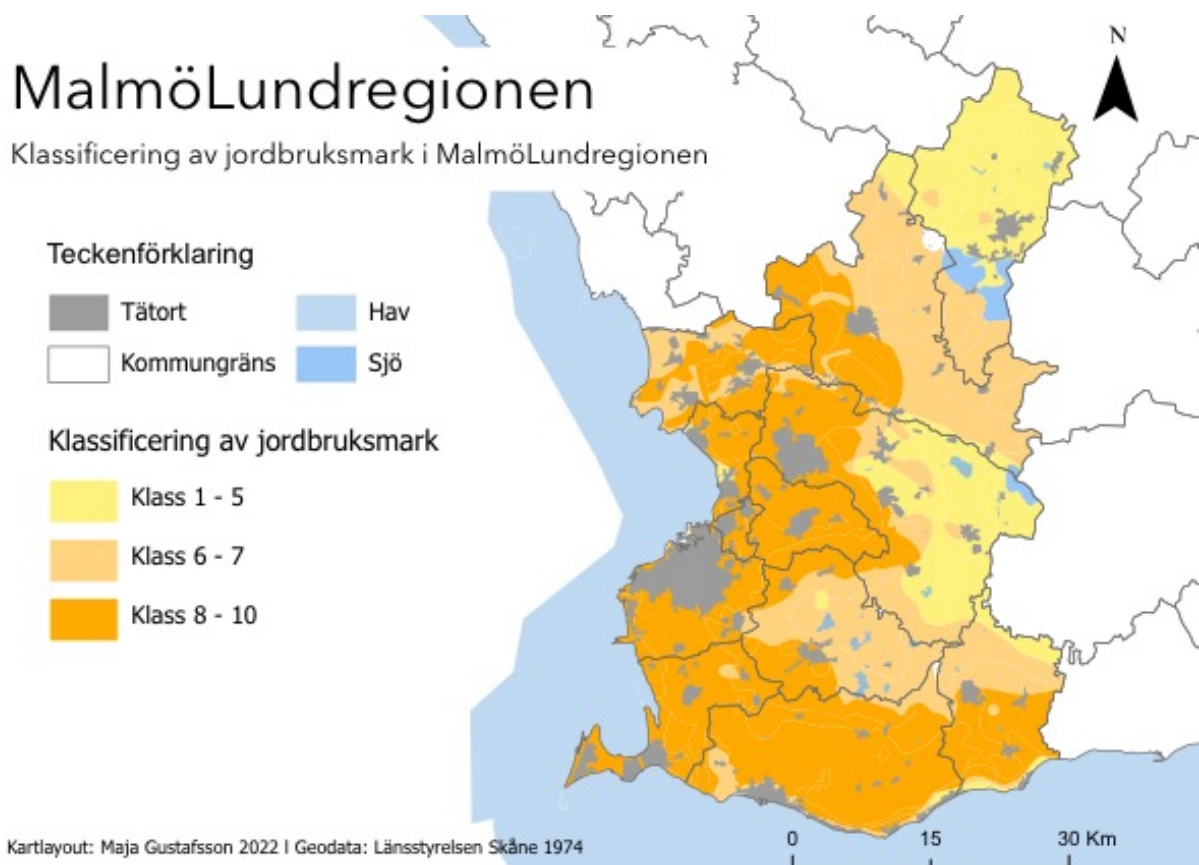 MalmöLundregionen
Klassificering av jordbruksmark i MalmöLundregionen
N
Teckenförklaring
Tätort
Hav
Kommungräns
Sjö
Klassificering av jordbruksmark
Klass 1 - 5
Klass 6 - 7
Klass 8 - 10
Kartlayout: Maja Gustafsson 2022 l Geodata: Länsstyrelsen Skåne 1974
0 15 30 Km